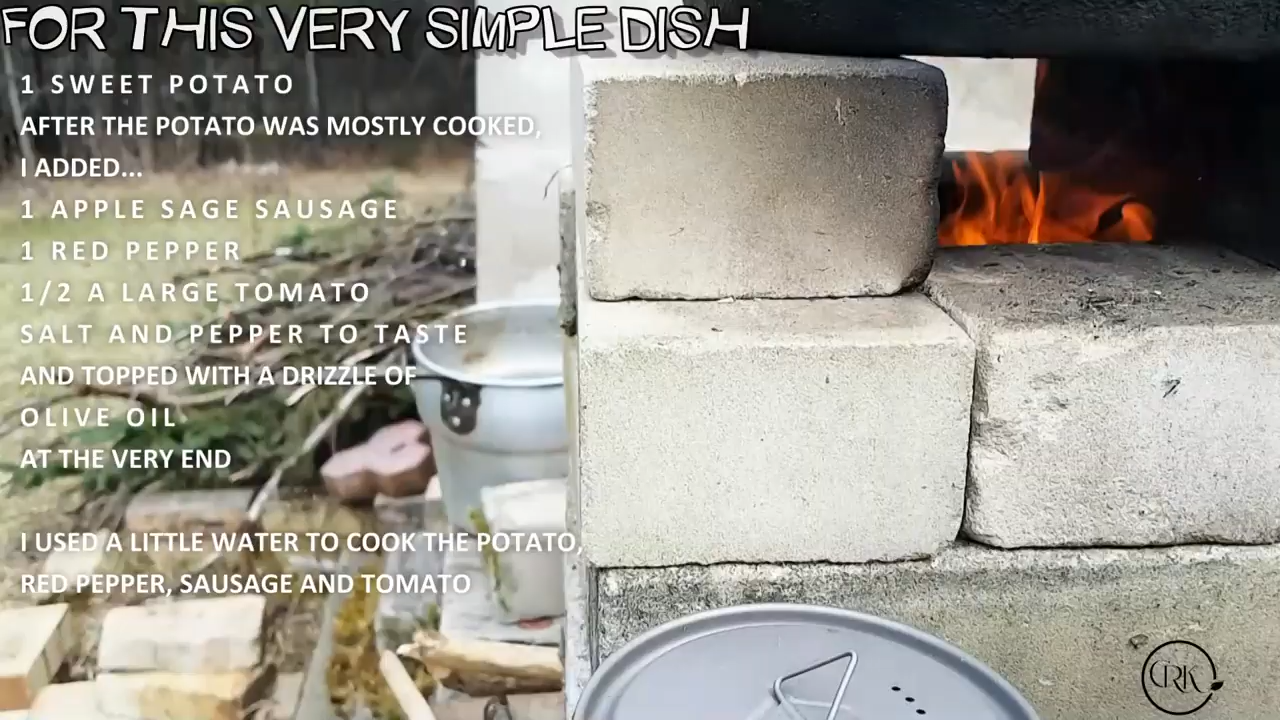 FOR THIS VERY SIMPLE DISH
1 SWEET POTATO
AFTER THE POTATO WAS MOSTLY COOKED,
I ADDED...
1 APPLE SAGE SAUSAGE
1 RED PEPPER
1/2 A LARGE TOMATO
SALT AND PEPPER TO TASTE
AND TOPPED WITH A DRIZZLE OF
OLIVE OIL
AT THE VERY END
I USED A LITTLE WATER TO COOK THE POTATO,
RED PEPPER, SAUSAGE AND TOMATO
CRK